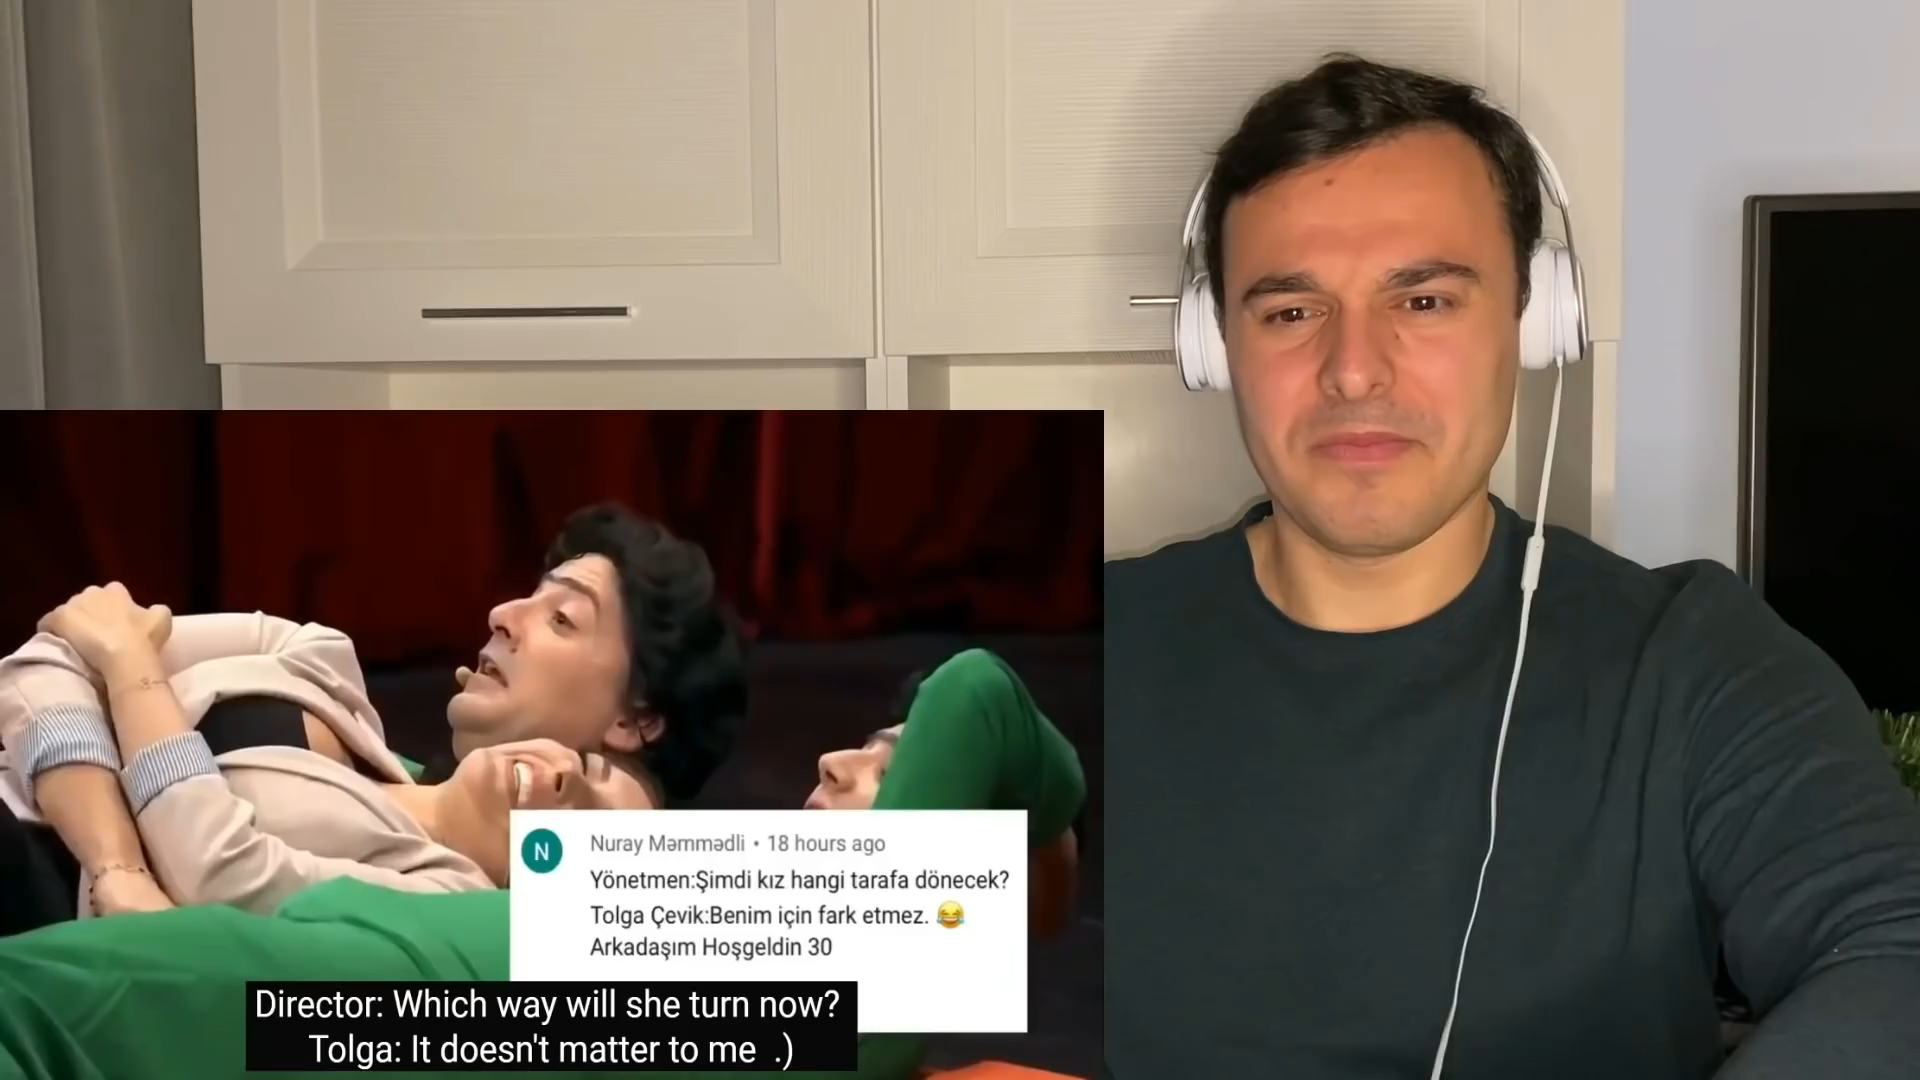 N
Nuray Məmmədli • 18 hours ago
Yönetmen:Şimdi kız hangi tarafa dönecek?
Tolga Çevik:Benim için fark etmez. 😂
Arkadaşım Hoşgeldin 30
Director: Which way will she turn now?
Tolga: It doesn't matter to me .)